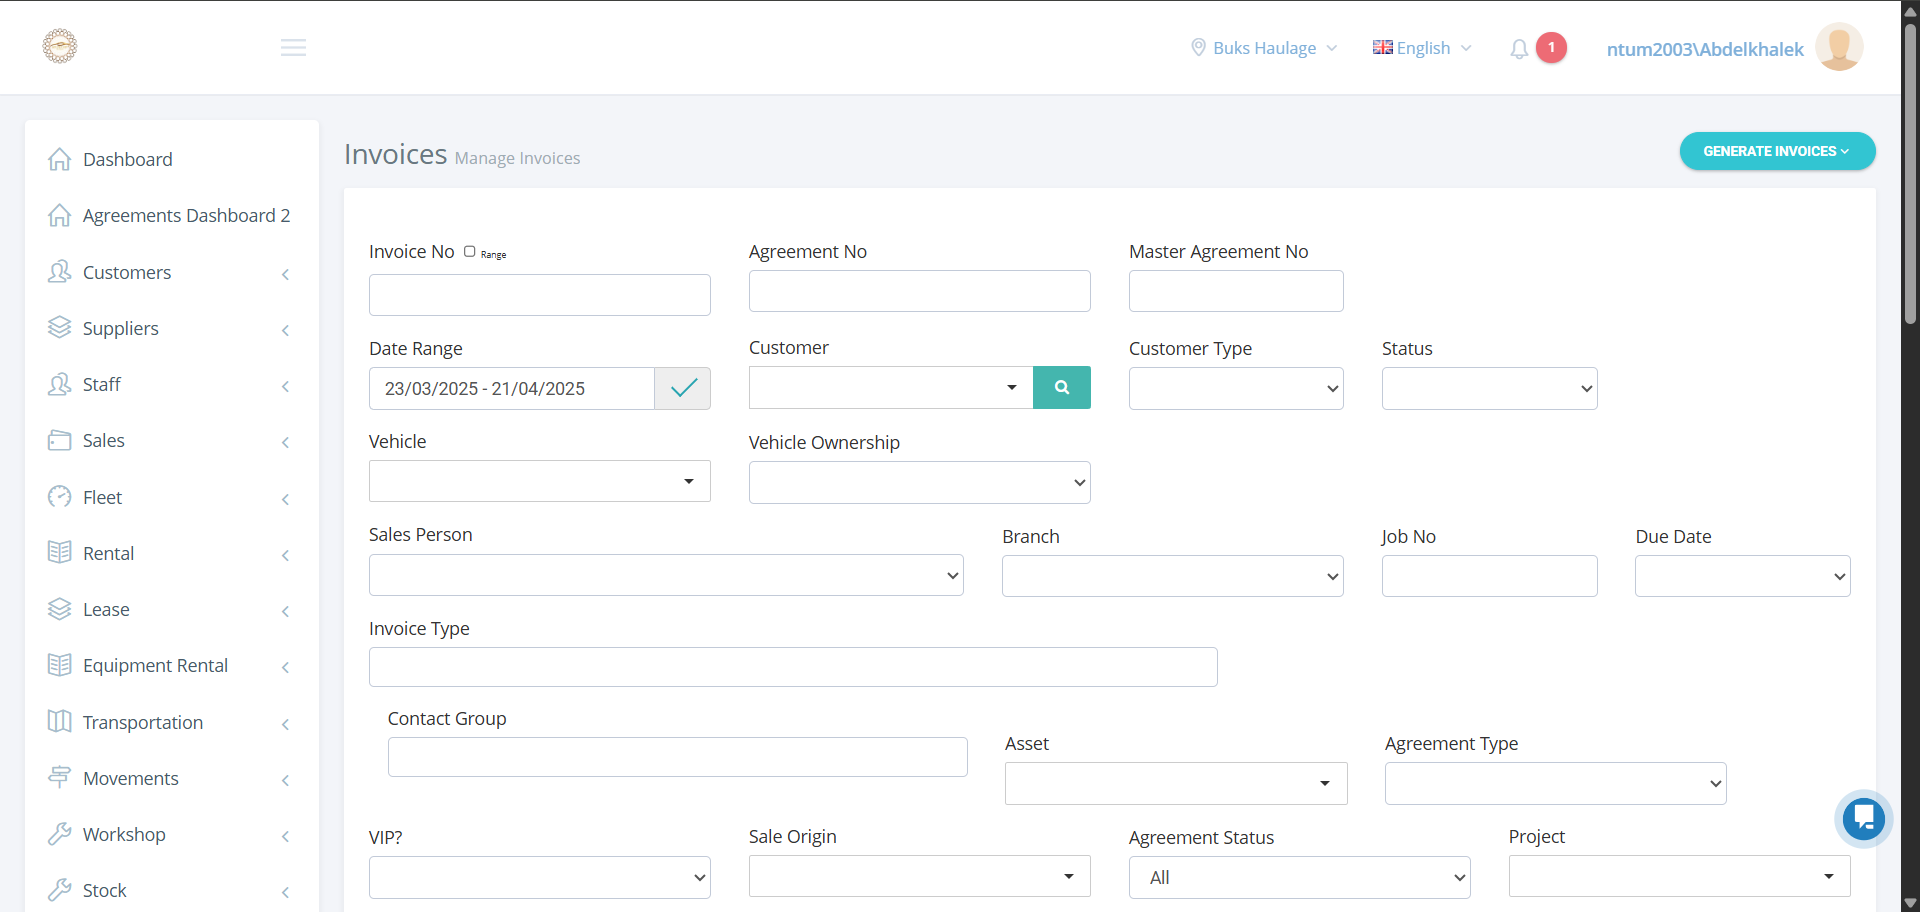 Buks Haulage
English
1
ntum2003\Abdelkhalek
Dashboard
Agreements Dashboard 2
Customers
Suppliers
Staff
Sales
Fleet
Rental
Lease
Equipment Rental
Transportation
Movements
Workshop
Stock
Invoices Manage Invoices
GENERATE INVOICES
Invoice No Range
Agreement No
Master Agreement No
Date Range
Customer
Customer Type
Status
23/03/2025 - 21/04/2025
Vehicle
Vehicle Ownership
Sales Person
Branch
Job No
Due Date
Invoice Type
Contact Group
Asset
Agreement Type
VIP?
Sale Origin
Agreement Status
Project
All